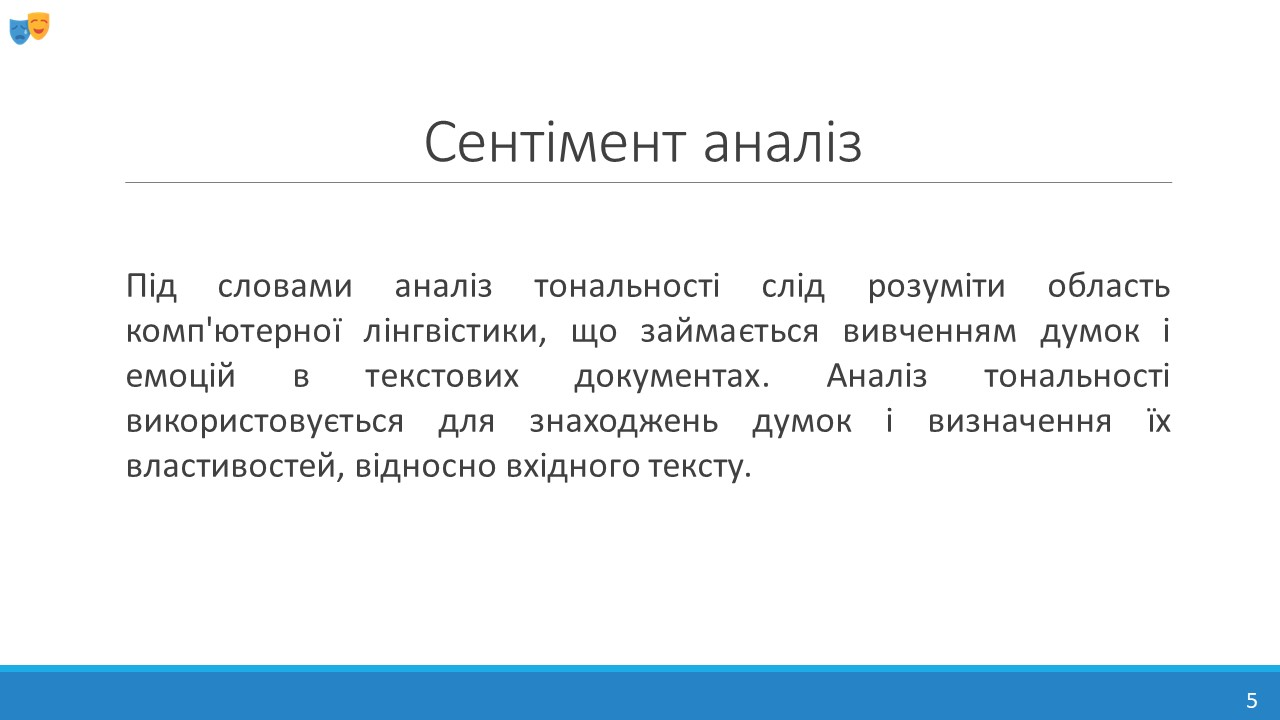 Сентімент аналіз
Під словами аналіз тональності слід розуміти область
комп'ютерної лінгвістики, що займається вивченням думок і
емоцій в текстових документах. Аналіз тональності
використовується для знаходжень думок і визначення їх
властивостей, відносно вхідного тексту.
5